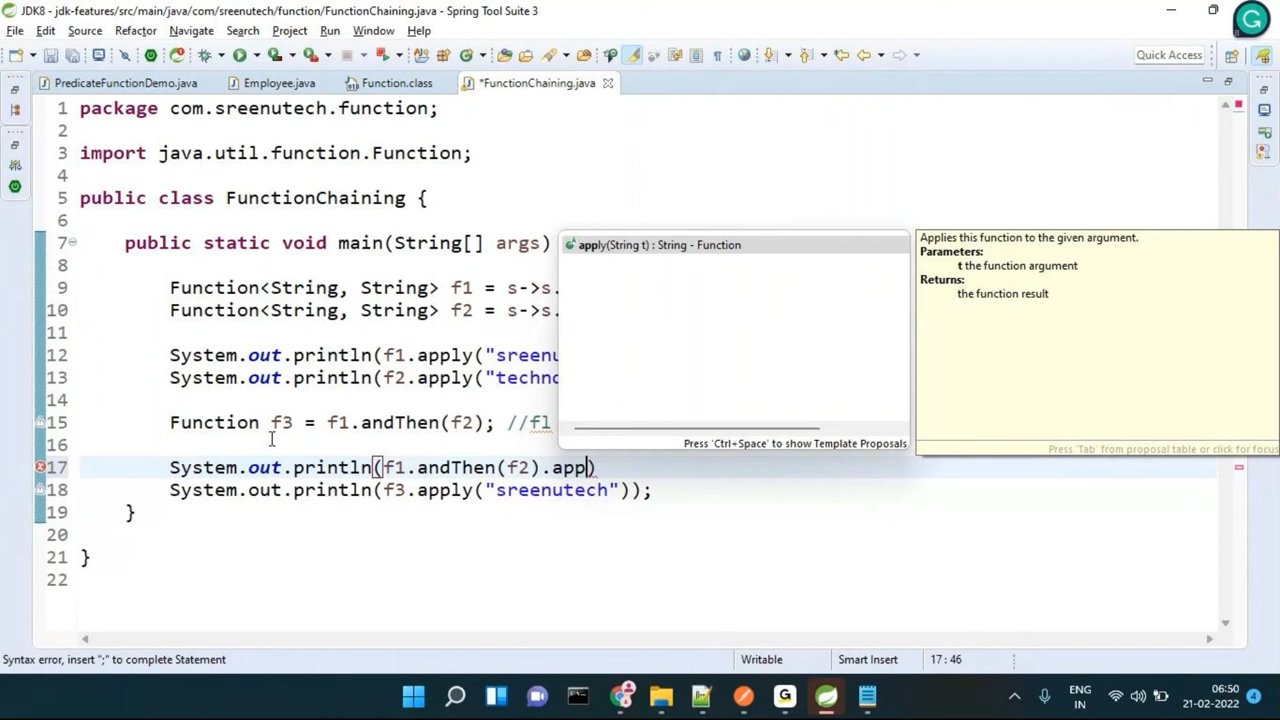 JDK8 - jdk-features/src/main/java/com/sreenutech/function/FunctionChaining.java - Spring Tool Suite 3
File Edit Source Refactor Navigate Search Project Run Window Help
Quick Access
PredicateFunctionDemo.java Employee.java Function.class *FunctionChaining.java
1 package com.sreenutech.function;
2
3 import java.util.function.Function;
4
5 public class FunctionChaining {
6
7 public static void main(String[] args)
8
9 Function<String, String> f1 = s->s.
10 Function<String, String> f2 = s->s.
11
12 System.out.println(f1.apply("sreenu
13 System.out.println(f2.apply("techno
14
15 Function f3 = f1.andThen(f2); //fl
16
17 System.out.println(f1.andThen(f2).app)
18 System.out.println(f3.apply("sreenutech"));
19 }
20
21 }
22
apply(String t) : String - Function
Press 'Ctrl+Space' to show Template Proposals
Applies this function to the given argument.
Parameters:
t the function argument
Returns:
the function result
Press 'Tab' from proposal table or click for focus
Syntax error, insert ";" to complete Statement Writable Smart Insert 17 : 46
ENG
IN
06:50
21-02-2022
4